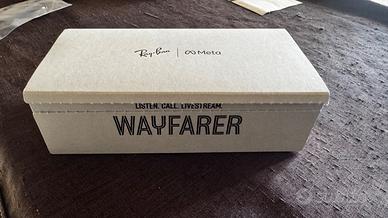 Ray-Ban | ∞ Meta
LISTEN. CALL. LIVESTREAM.
WAYFARER